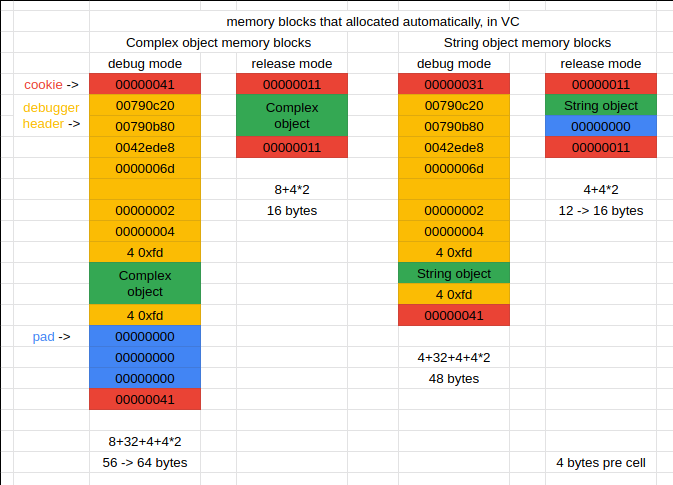 memory blocks that allocated automatically, in VC
Complex object memory blocks String object memory blocks
debug mode release mode debug mode release mode
cookie -> 00000041 00000011 00000031 00000011
debugger header -> 00790c20 Complex object 00790c20 String object
00790b80 00790b80 00000000
0042ede8 00000011 0042ede8 00000011
0000006d 0000006d
8+4*2 4+4*2
00000002 16 bytes 00000002 12 -> 16 bytes
00000004 00000004
4 0xfd 4 0xfd
Complex object String object
4 0xfd
4 0xfd 00000041
pad -> 00000000
00000000 4+32+4+4*2
00000000 48 bytes
00000041
8+32+4+4*2
56 -> 64 bytes 4 bytes pre cell